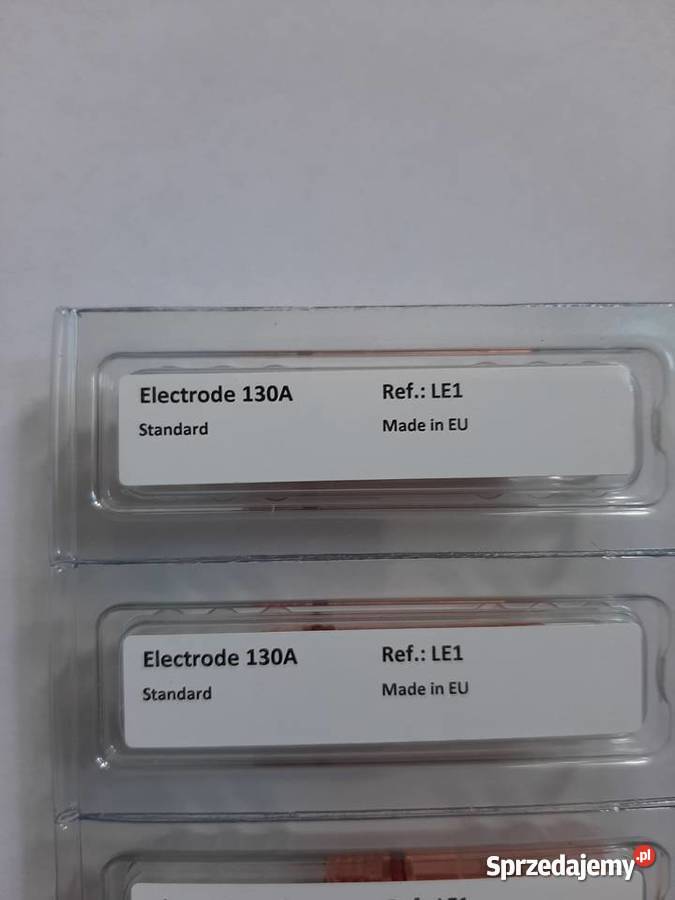 Electrode 130A Ref.: LE1
Standard Made in EU
Electrode 130A Ref.: LE1
Standard Made in EU
Sprzedajemy.pl